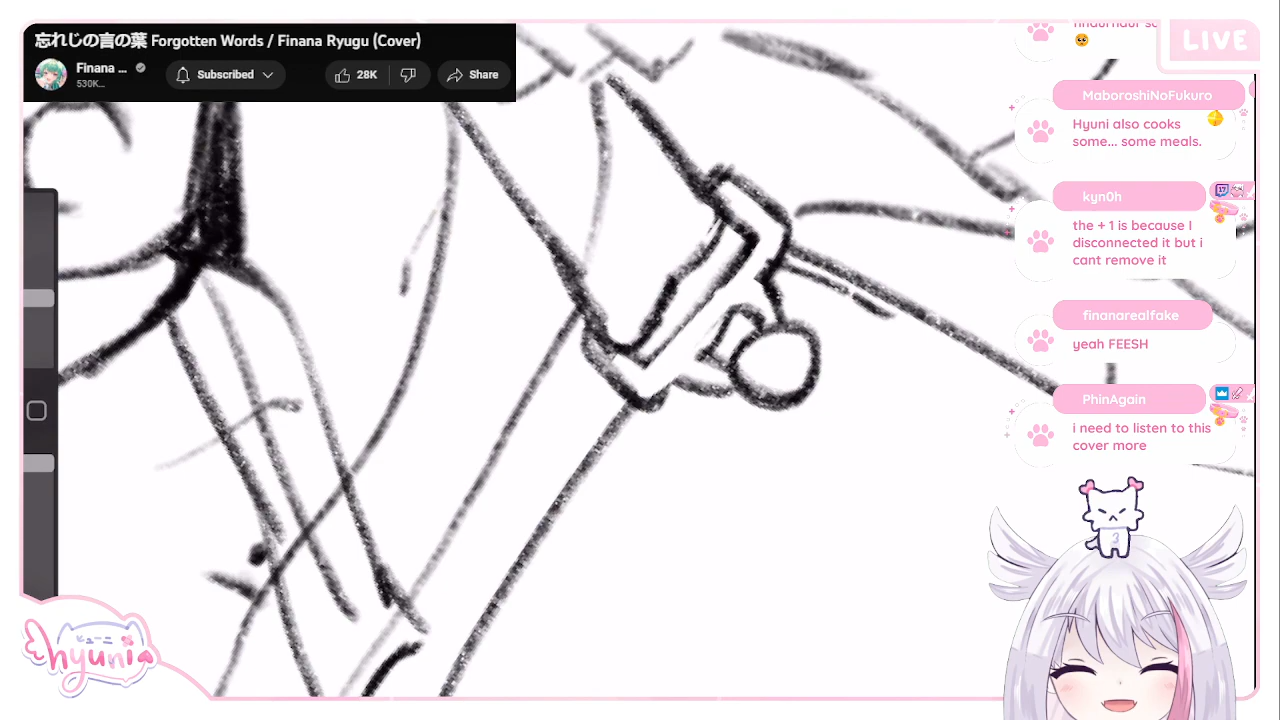 忘れじの言の葉 Forgotten Words / Finana Ryugu (Cover)
Finana ...
530K...
Subscribed
28K
Share
LIVE
MaboroshiNoFukuro
Hyuni also cooks
some... some meals.
kyn0h
the + 1 is because I
disconnected it but i
cant remove it
finanarealfake
yeah FEESH
PhinAgain
i need to listen to this
cover more
3
ヒューニ
hyuni